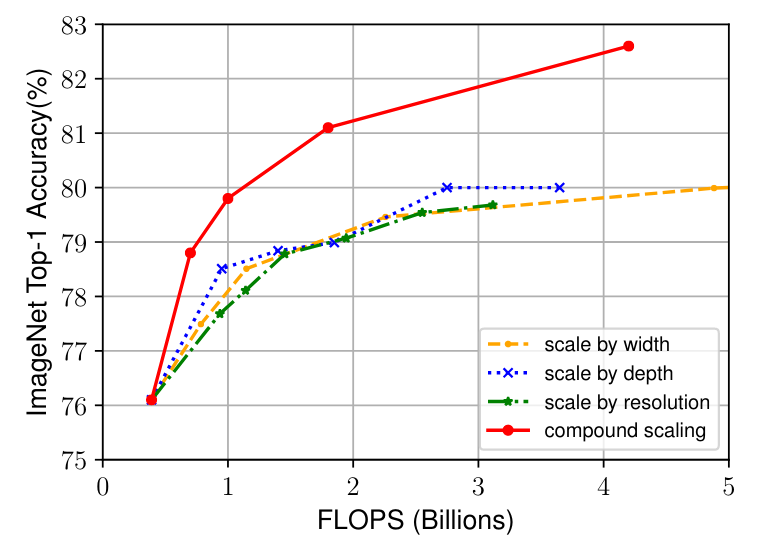 ImageNet Top-1 Accuracy(%)
83
82
81
80
79
78
77
76
75
scale by width
scale by depth
scale by resolution
compound scaling
0 1 2 3 4 5
FLOPS (Billions)